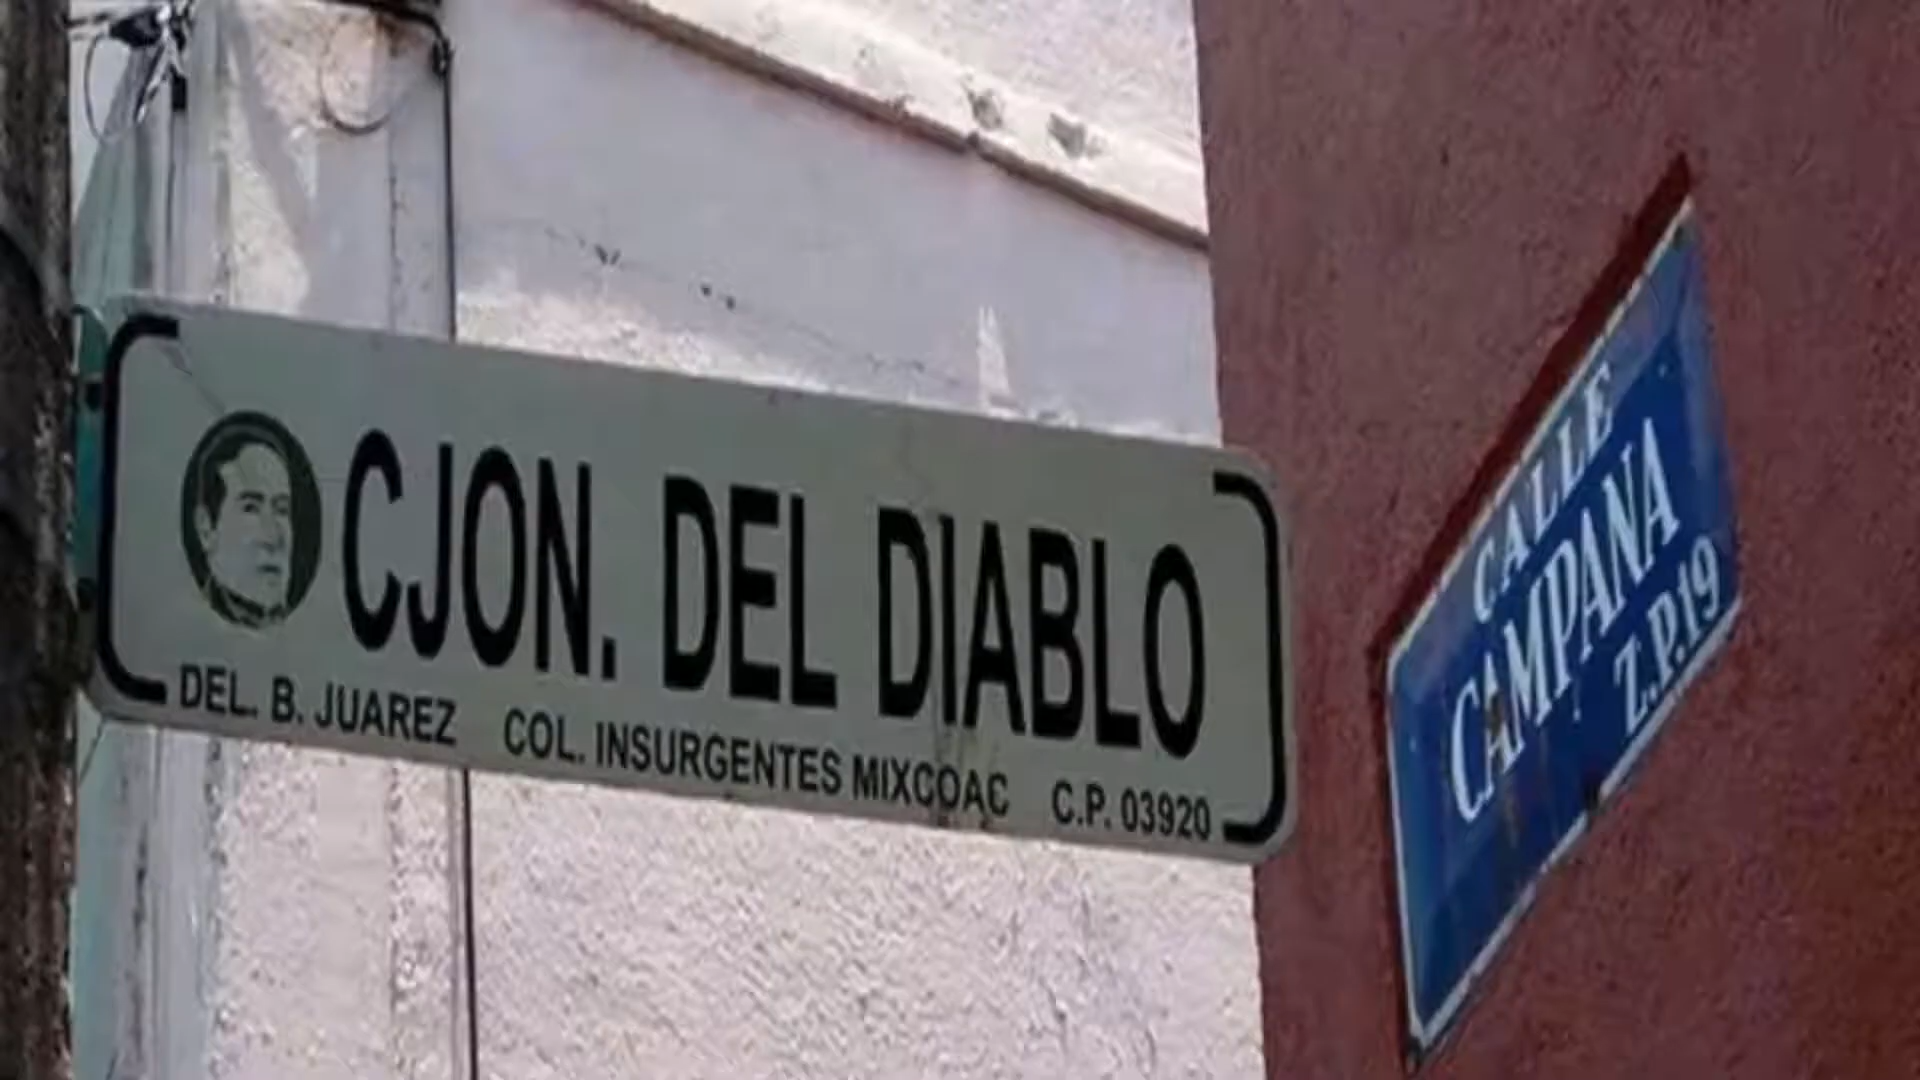 CJON. DEL DIABLO
DEL. B. JUAREZ COL. INSURGENTES MIXCOAC C.P. 03920
CALLE
CAMPANA
Z.P.19